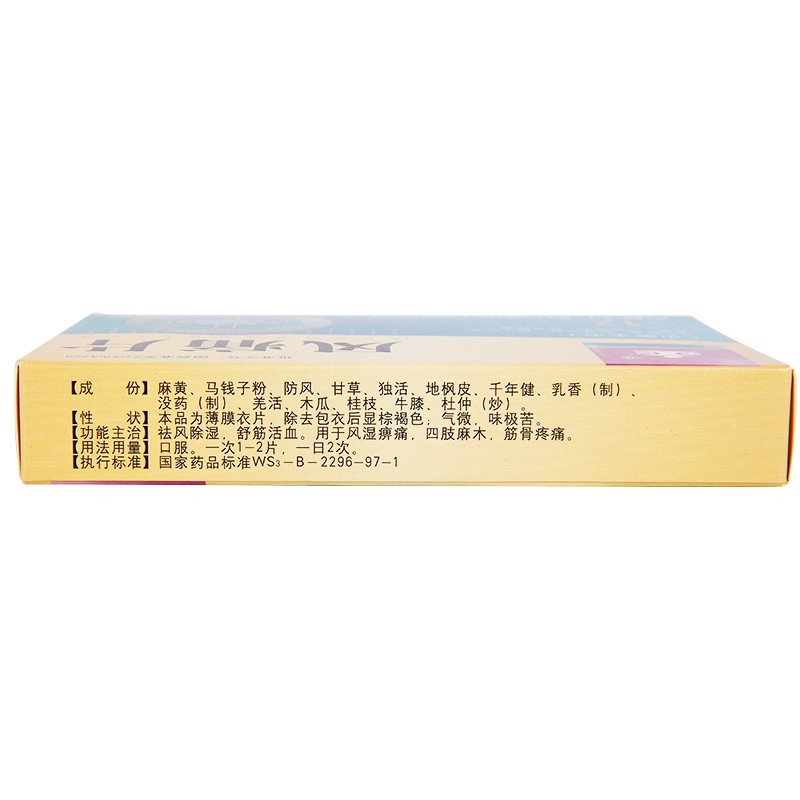 风湿片
【成　份】麻黄、马钱子粉、防风、甘草、独活、地枫皮、千年健、乳香（制）、
没药（制）、羌活、木瓜、桂枝、牛膝、杜仲（炒）。
【性　状】本品为薄膜衣片，除去包衣后显棕褐色；气微，味极苦。
【功能主治】祛风除湿，舒筋活血。用于风湿痹痛，四肢麻木，筋骨疼痛。
【用法用量】口服。一次1-2片，一日2次。
【执行标准】国家药品标准WS₃-B-2296-97-1